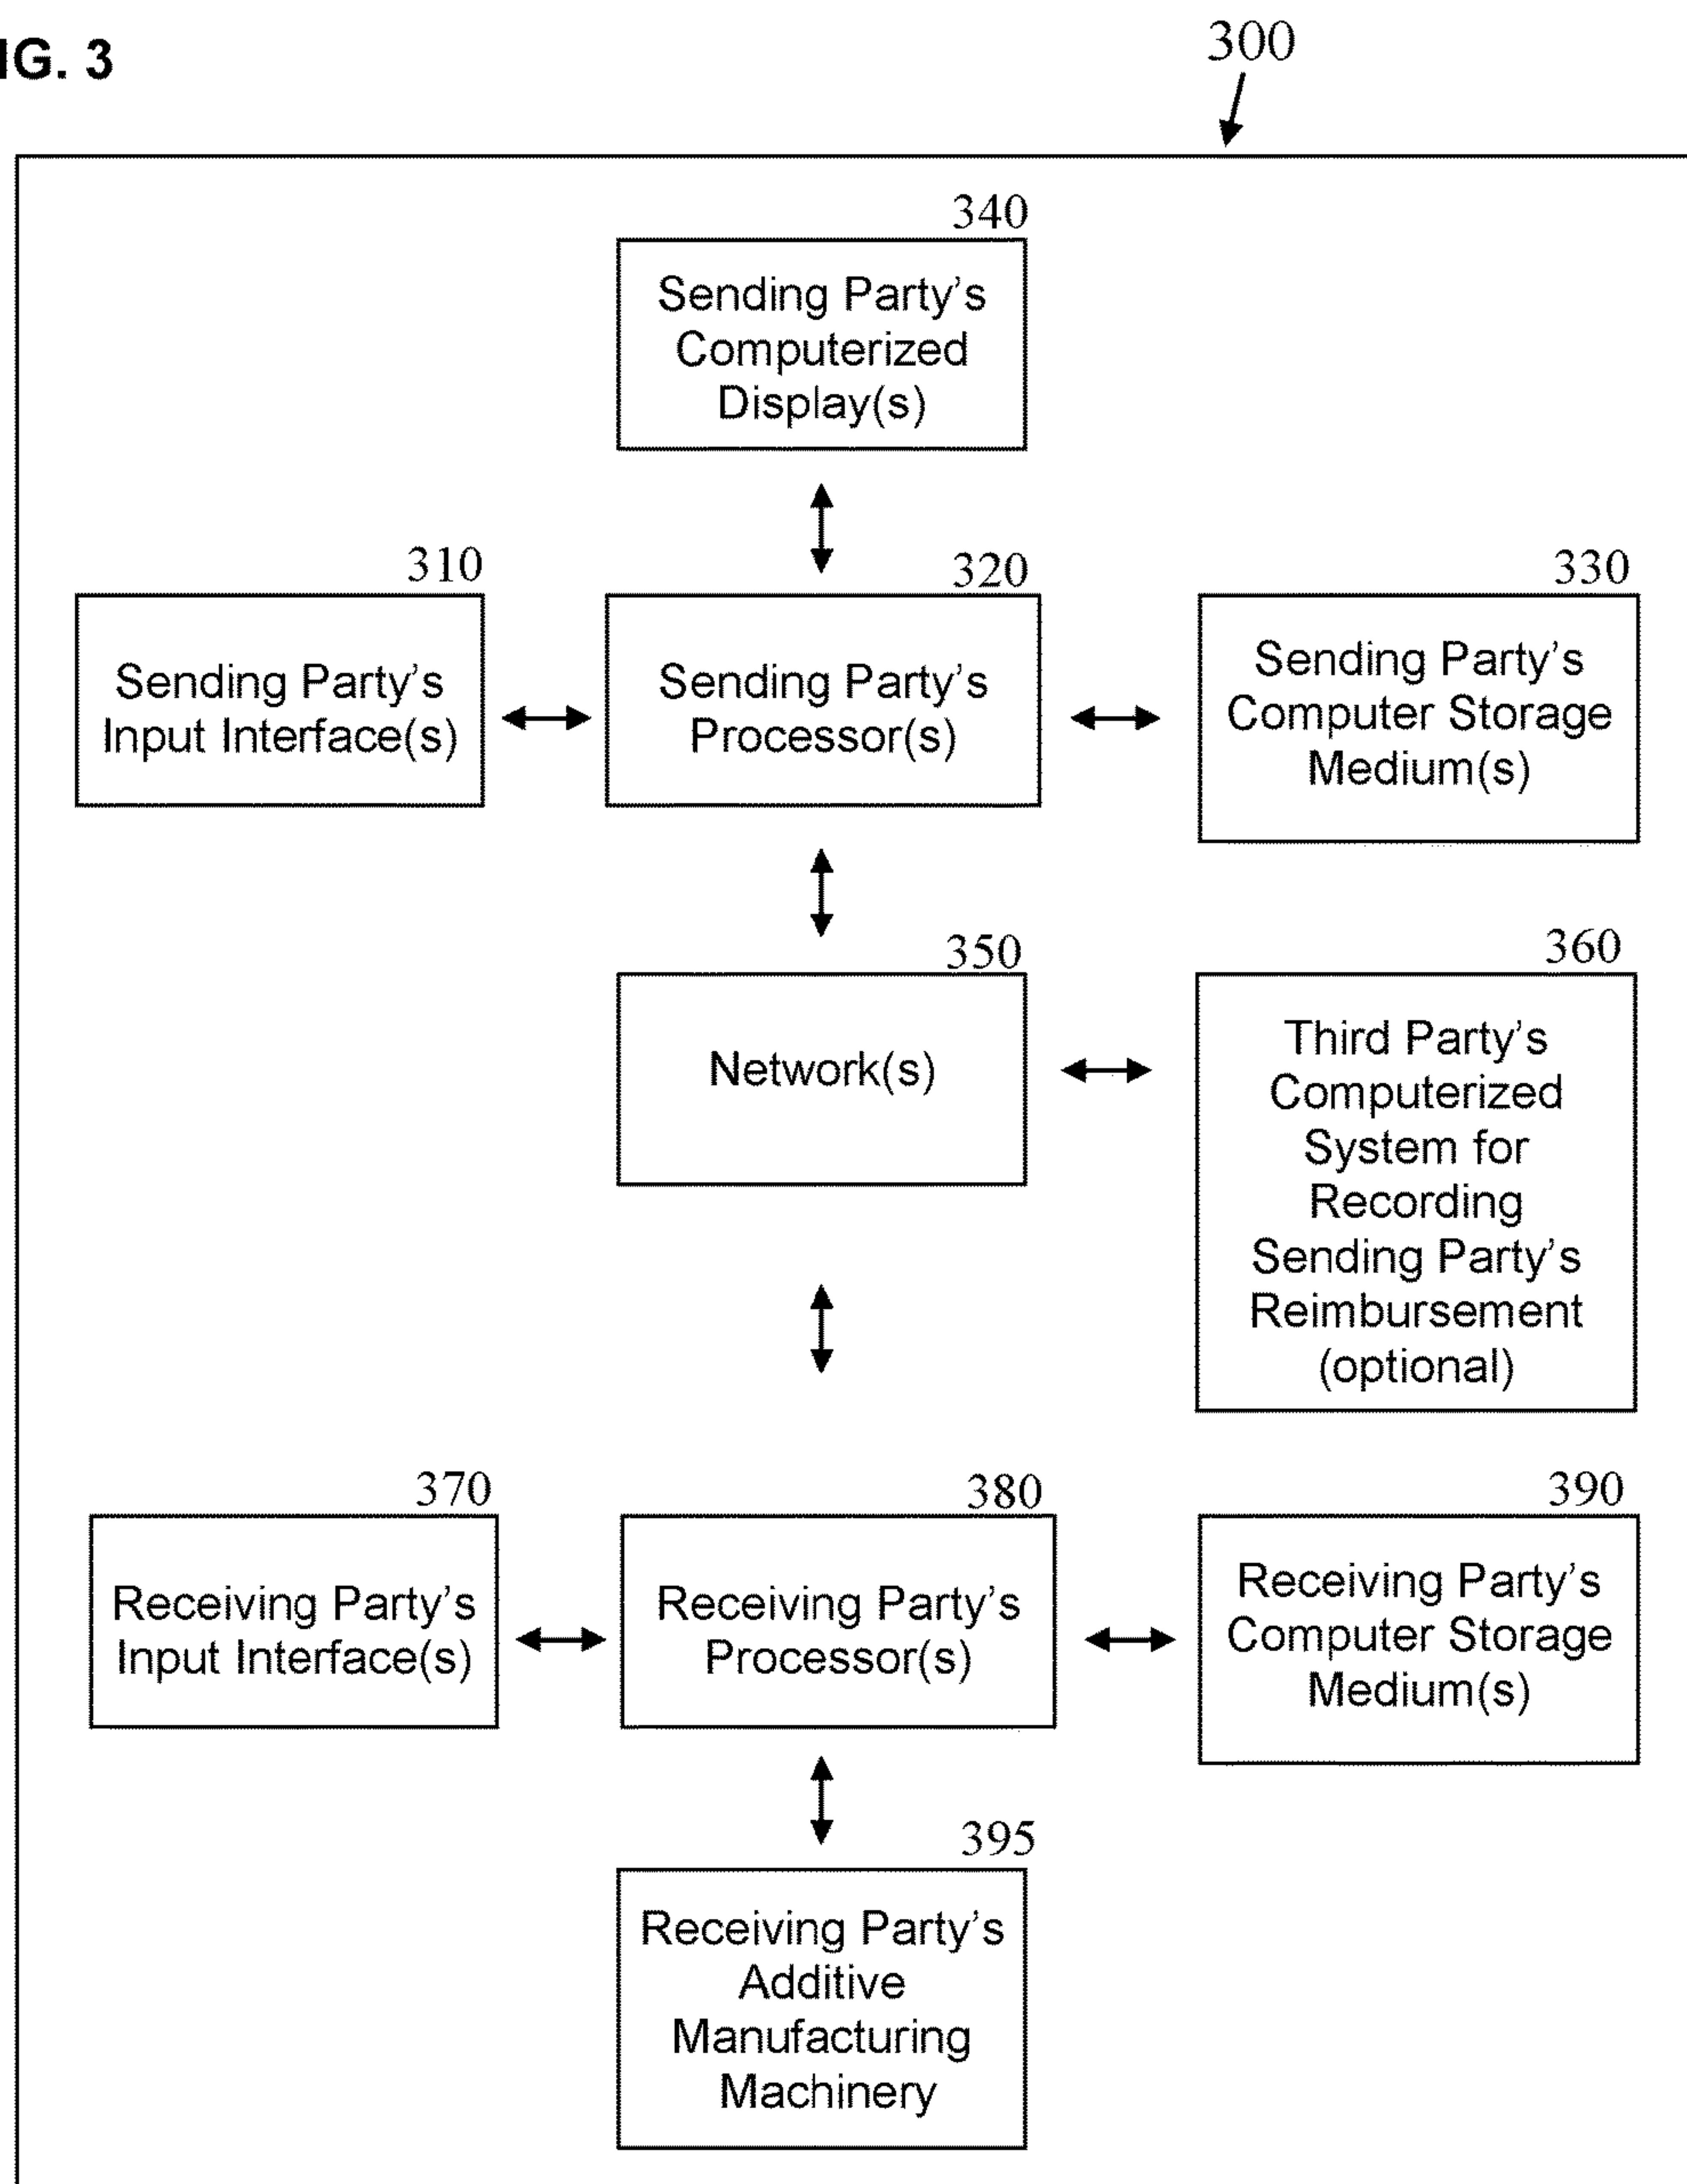 IG. 3
300
340
Sending Party's
Computerized
Display(s)
310
Sending Party's
Input Interface(s)
320
Sending Party's
Processor(s)
330
Sending Party's
Computer Storage
Medium(s)
350
Network(s)
360
Third Party's
Computerized
System for
Recording
Sending Party's
Reimbursement
(optional)
370
Receiving Party's
Input Interface(s)
380
Receiving Party's
Processor(s)
390
Receiving Party's
Computer Storage
Medium(s)
395
Receiving Party's
Additive
Manufacturing
Machinery